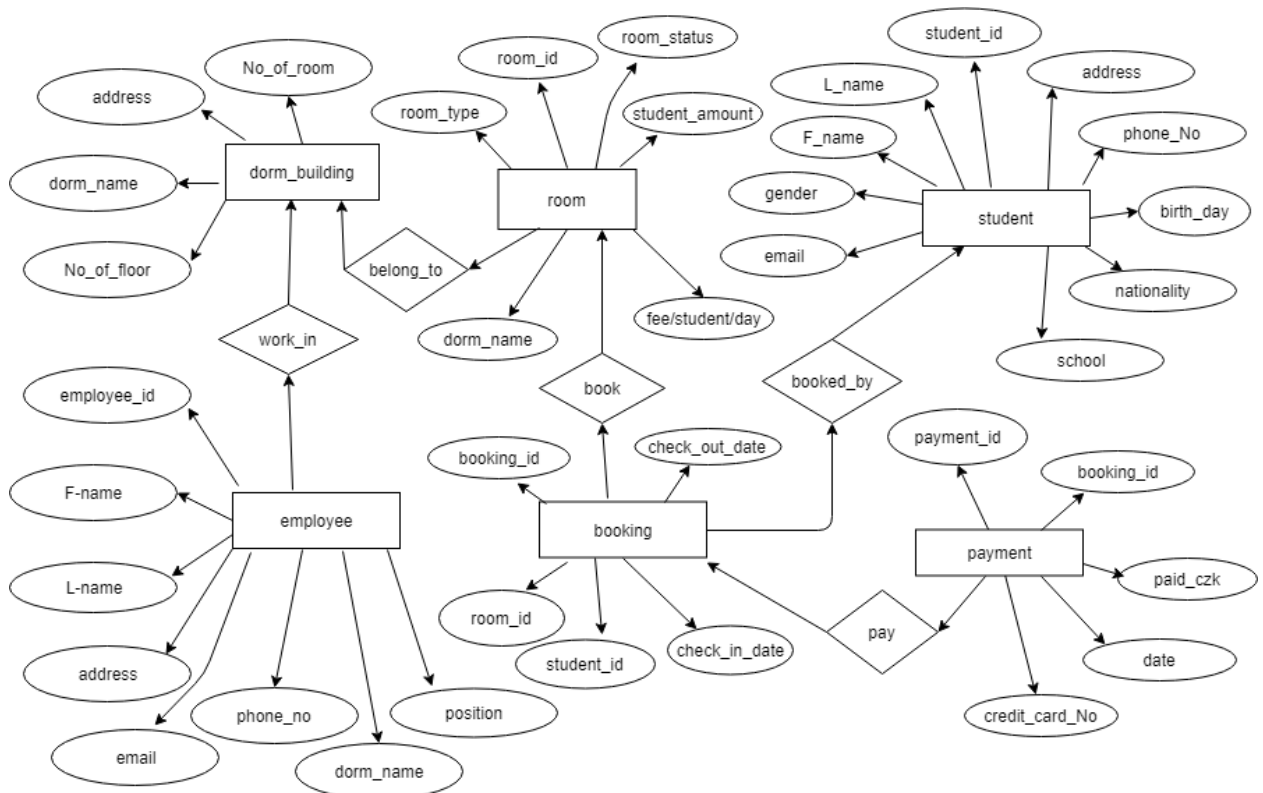 No_of_room
address
dorm_name
No_of_floor
dorm_building
room_id
room_status
room_type
student_amount
room
belong_to
dorm_name
fee/student/day
student_id
L_name
address
F_name
phone_No
gender
birth_day
email
student
nationality
school
work_in
book
booked_by
employee_id
F-name
L-name
address
email
phone_no
dorm_name
position
employee
booking_id
check_out_date
booking
room_id
student_id
check_in_date
pay
payment_id
booking_id
payment
paid_czk
date
credit_card_No